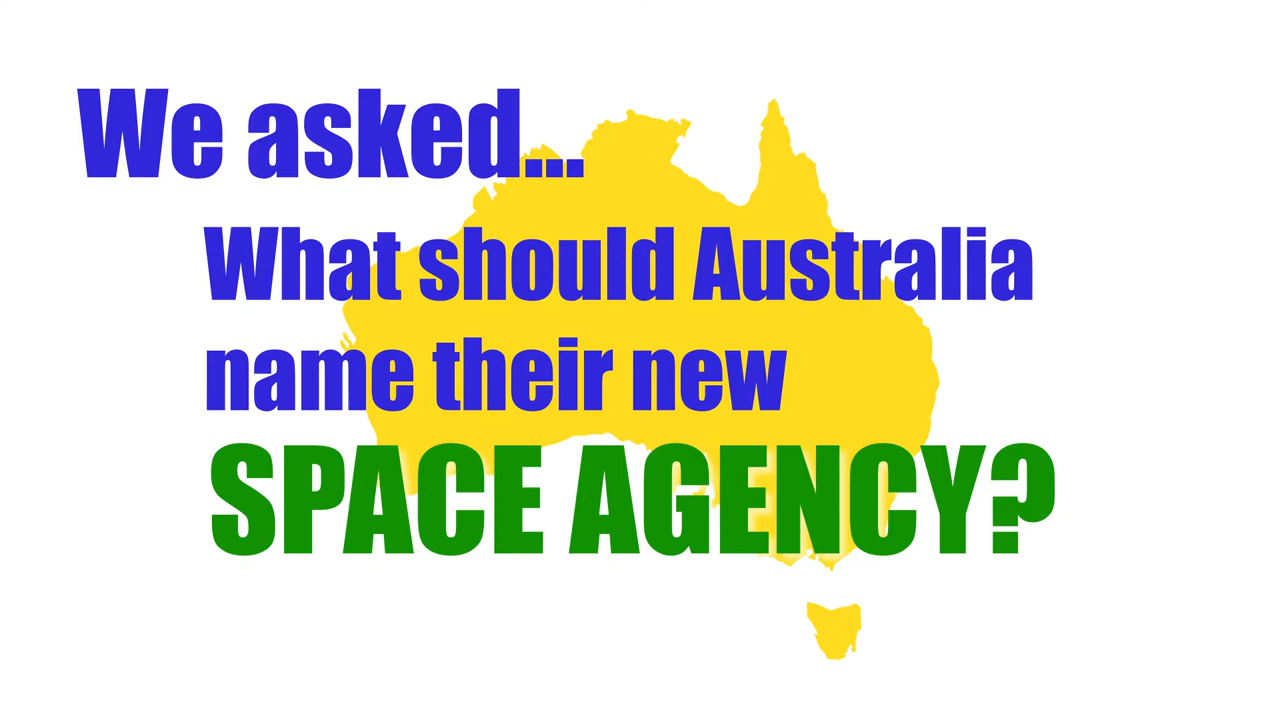 We asked...
What should Australia
name their new
SPACE AGENCY?